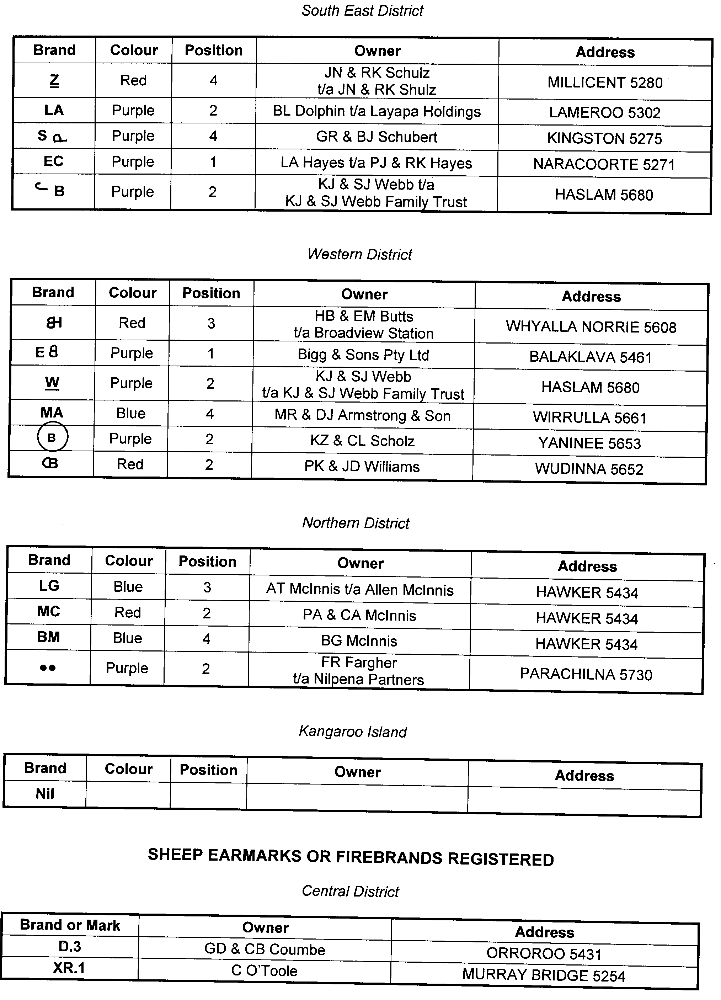 South East District
Brand Colour Position Owner Address
Z Red 4 JN & RK Schulz
t/a JN & RK Shulz MILLICENT 5280
LA Purple 2 BL Dolphin t/a Layapa Holdings LAMEROO 5302
S Purple 4 GR & BJ Schubert KINGSTON 5275
EC Purple 1 LA Hayes t/a PJ & RK Hayes NARACOORTE 5271
B Purple 2 KJ & SJ Webb t/a
KJ & SJ Webb Family Trust HASLAM 5680
Western District
Brand Colour Position Owner Address
Red 3 HB & EM Butts
t/a Broadview Station WHYALLA NORRIE 5608
E Purple 1 Bigg & Sons Pty Ltd BALAKLAVA 5461
W Purple 2 KJ & SJ Webb
t/a KJ & SJ Webb Family Trust HASLAM 5680
MA Blue 4 MR & DJ Armstrong & Son WIRRULLA 5661
B Purple 2 KZ & CL Scholz YANINEE 5653
Red 2 PK & JD Williams WUDINNA 5652
Northern District
Brand Colour Position Owner Address
LG Blue 3 AT McInnis t/a Allen McInnis HAWKER 5434
MC Red 2 PA & CA McInnis HAWKER 5434
BM Blue 4 BG McInnis HAWKER 5434
•• Purple 2 FR Fargher
t/a Nilpena Partners PARACHILNA 5730
Kangaroo Island
Brand Colour Position Owner Address
Nil
SHEEP EARMARKS OR FIREBRANDS REGISTERED
Central District
Brand or Mark Owner Address
D.3 GD & CB Coumbe ORROROO 5431
XR.1 C O'Toole MURRAY BRIDGE 5254